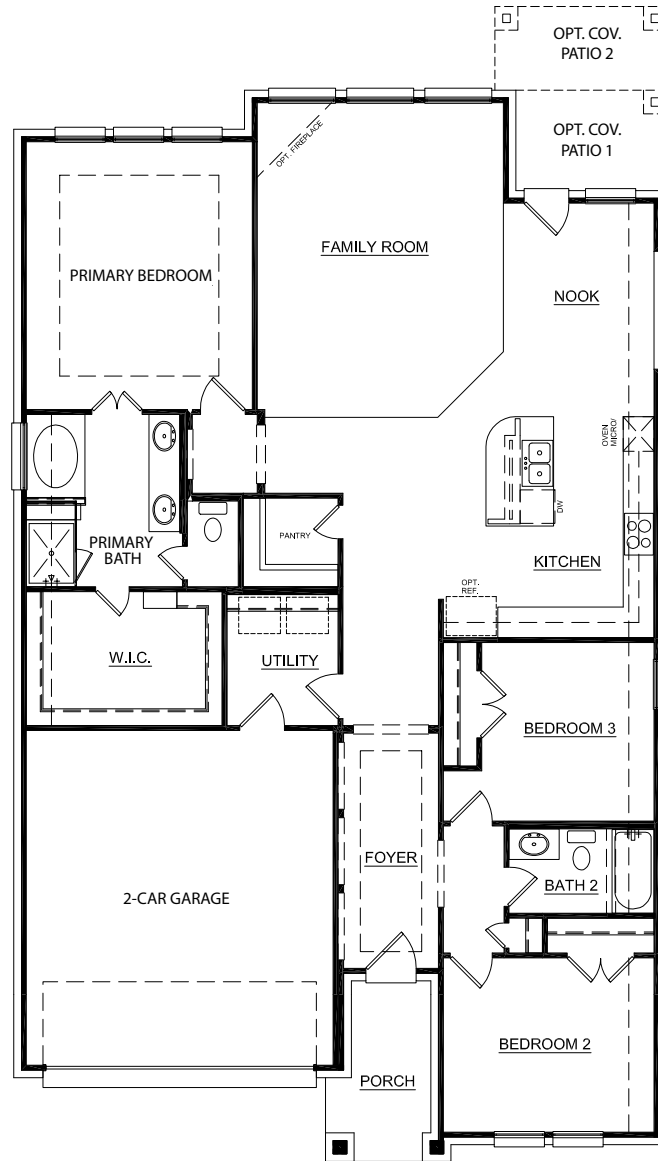 OPT. COV.
PATIO 2
OPT. COV.
PATIO 1
OPT. FIREPLACE
FAMILY ROOM
PRIMARY BEDROOM
NOOK
OVEN
MICRO/
DW
PRIMARY
BATH
PANTRY
KITCHEN
OPT.
REF.
W.I.C.
UTILITY
BEDROOM 3
FOYER
BATH 2
2-CAR GARAGE
BEDROOM 2
PORCH